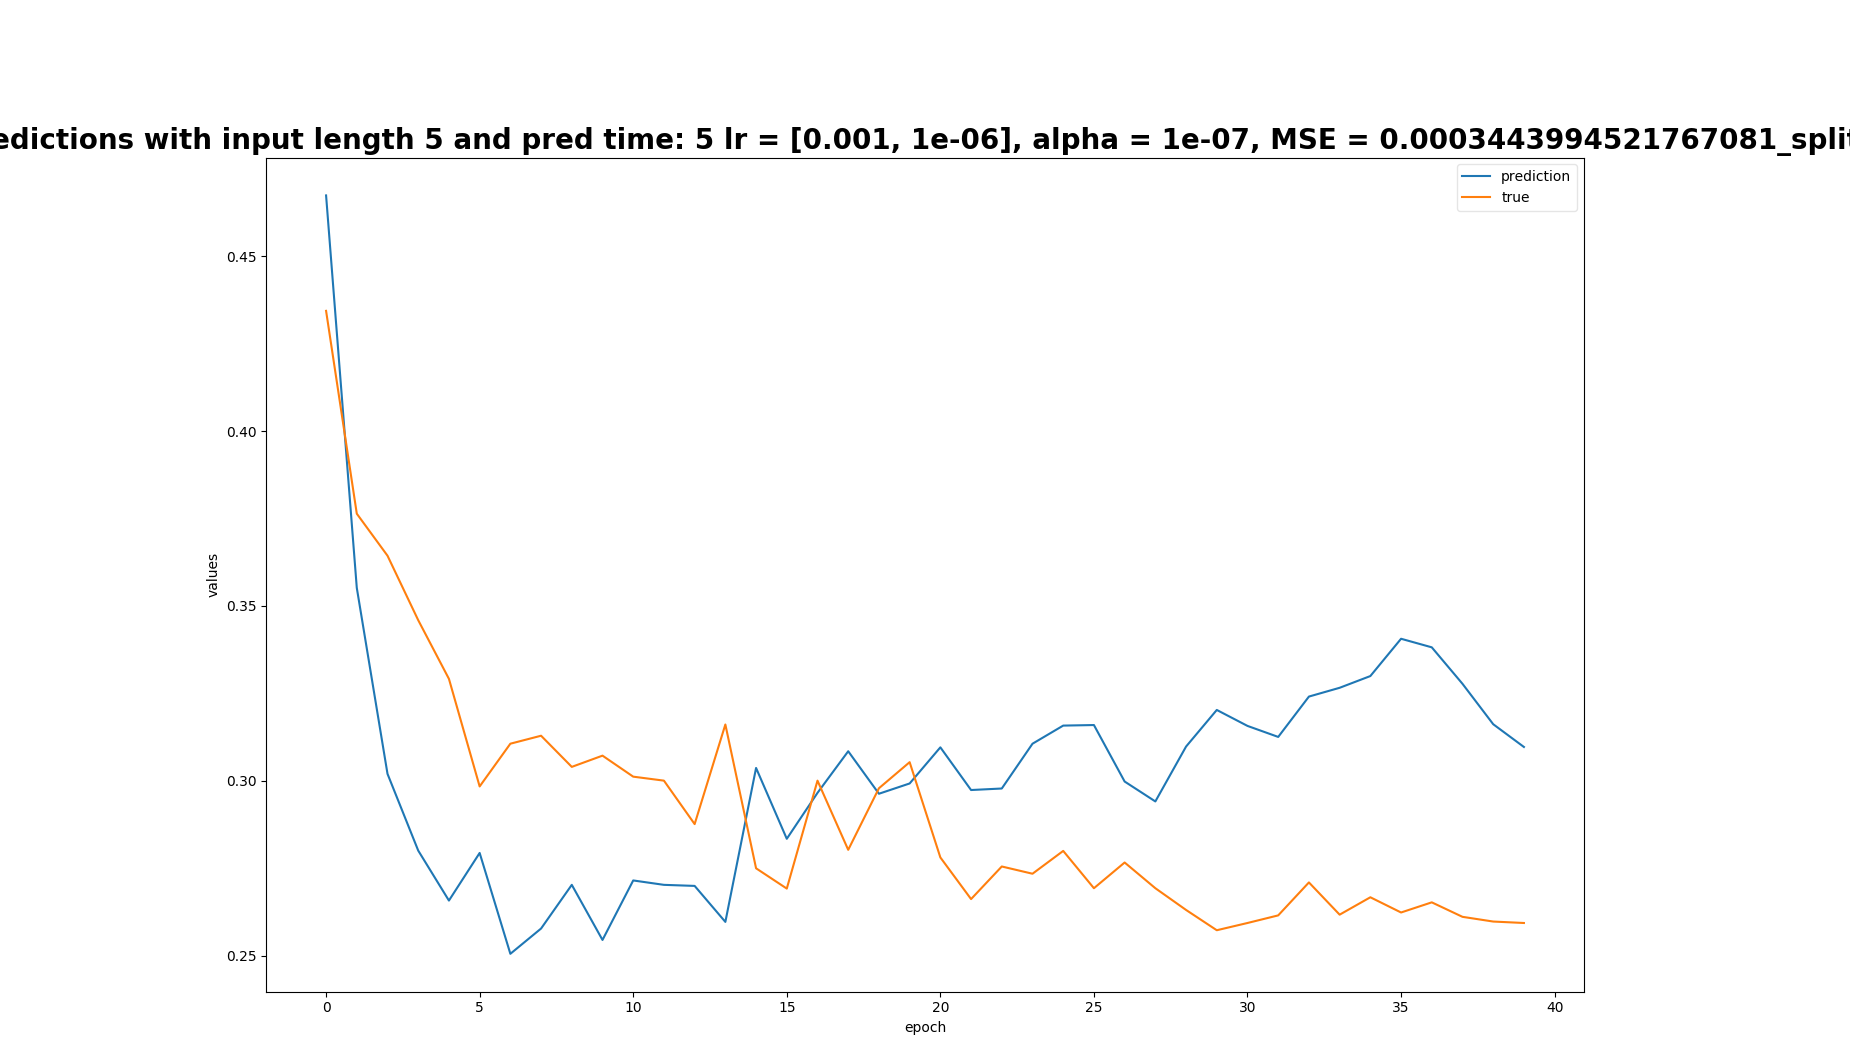 edictions with input length 5 and pred time: 5 lr = [0.001, 1e-06], alpha = 1e-07, MSE = 0.0003443994521767081_split
prediction
true
0.45
0.40
0.35
0.30
0.25
values
0 5 10 15 20 25 30 35 40
epoch